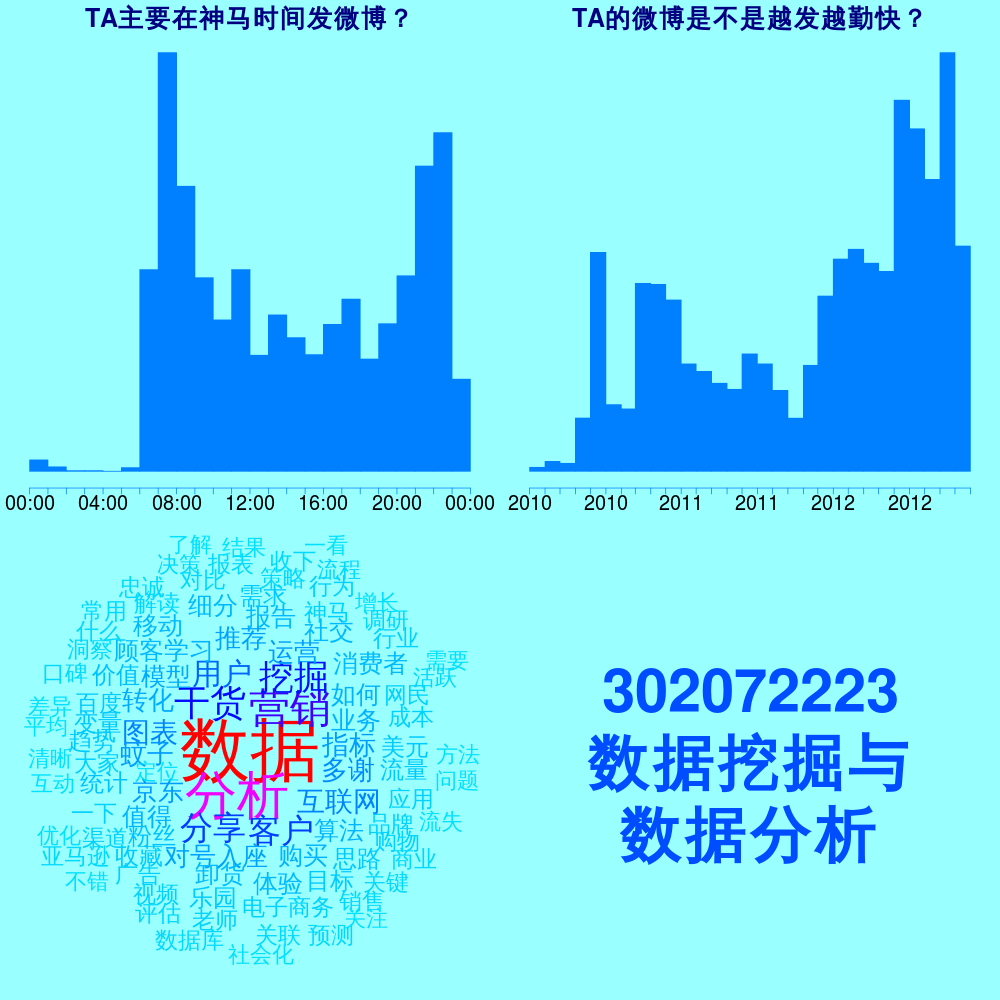 TA主要在神马时间发微博？
TA的微博是不是越发越勤快？
00:00 04:00 08:00 12:00 16:00 20:00 00:00
2010 2010 2011 2011 2012 2012
了解 结果 一看
决策 报表 收下 流程
忠诚 对比 策略 行为
常用 解读 细分 需求 增长
什么 移动 报告 神马 调研
洞察 顾客 学习 推荐 社交 行业
运营 消费者 需要
口碑 价值 模型 用户 挖掘 活跃
差异 百度 转化 干货 营销 如何 网民
平均 变量 图表 业务 成本
趋势 数据 指标 美元 方法
清晰 大家 蚊子 定位 多谢 流量
互动 统计 京东 分析 互联网 应用 问题
一下 值得 分享 客户 算法 品牌 流失
优化 渠道 粉丝 购物
亚马逊 收藏 对号入座 购买 思路 商业
不错 广告 卸货 体验 目标 关键
视频 乐园 电子商务 销售
评估 老师 关注
数据库 关联 预测
社会化
302072223
数据挖掘与
数据分析